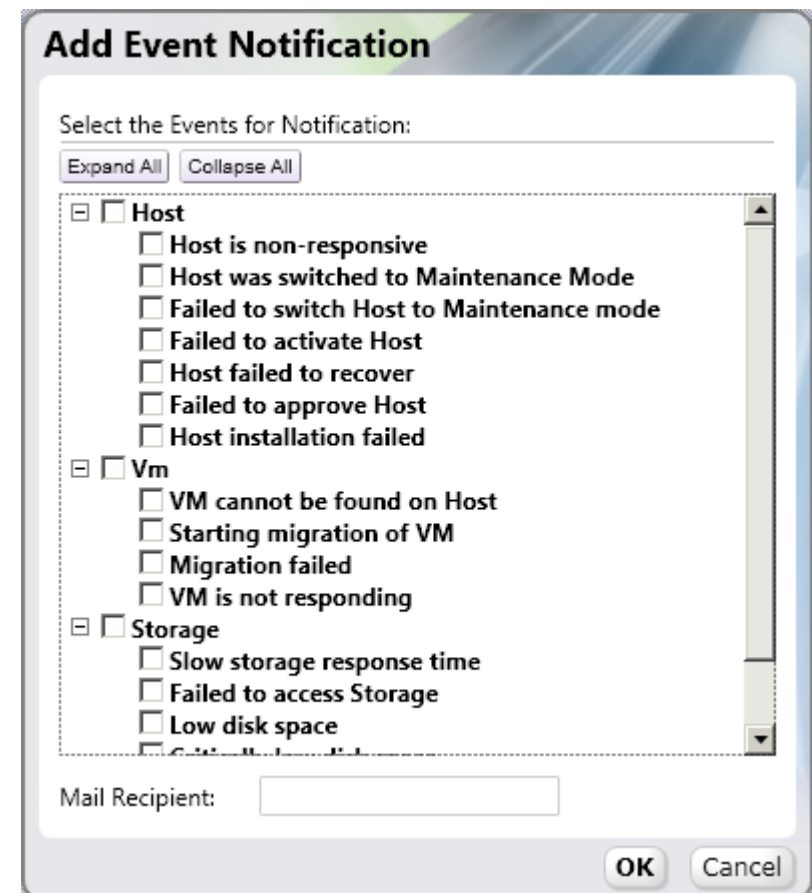 Add Event Notification
Select the Events for Notification:
Expand All Collapse All
Host
Host is non-responsive
Host was switched to Maintenance Mode
Failed to switch Host to Maintenance mode
Failed to activate Host
Host failed to recover
Failed to approve Host
Host installation failed
Vm
VM cannot be found on Host
Starting migration of VM
Migration failed
VM is not responding
Storage
Slow storage response time
Failed to access Storage
Low disk space
Mail Recipient:
OK Cancel